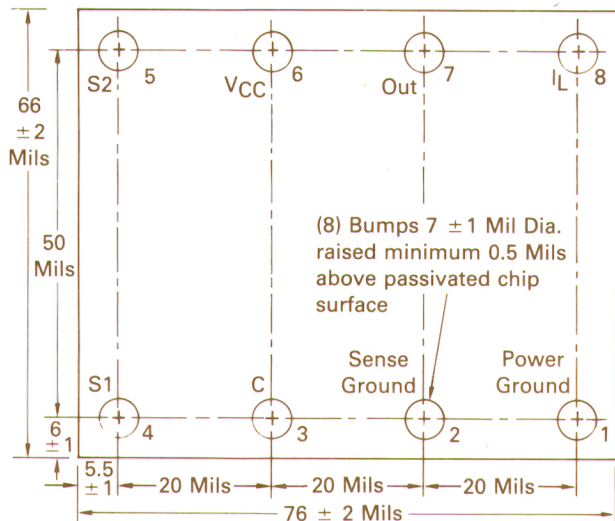 5 6 7 8
S2 VCC Out IL
66
±2
Mils
50
Mils
(8) Bumps 7 ±1 Mil Dia.
raised minimum 0.5 Mils
above passivated chip
surface
S1 C Sense Power
Ground Ground
4 3 2 1
6
±1
5.5
±1
20 Mils 20 Mils 20 Mils
76 ± 2 Mils